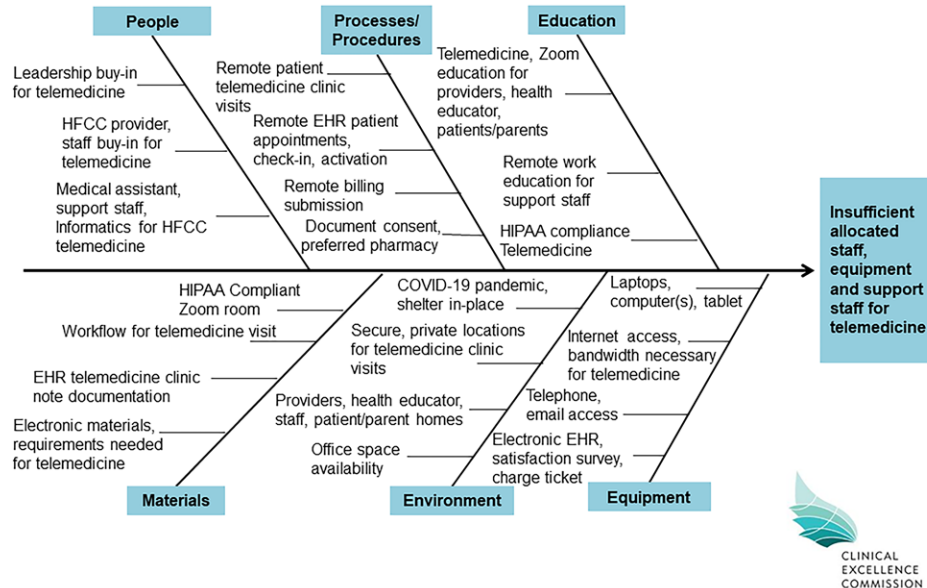 People
Processes/
Procedures
Education
Leadership buy-in
for telemedicine
HFCC provider,
staff buy-in for
telemedicine
Medical assistant,
support staff,
Informatics for HFCC
telemedicine
Remote patient
telemedicine clinic
visits
Remote EHR patient
appointments,
check-in, activation
Remote billing
submission
Document consent,
preferred pharmacy
Telemedicine, Zoom
education for
providers, health
educator,
patients/parents
Remote work
education for
support staff
HIPAA compliance
Telemedicine
Insufficient
allocated
staff,
equipment
and support
staff for
telemedicine
HIPAA Compliant
Zoom room
Workflow for telemedicine visit
EHR telemedicine clinic
note documentation
Electronic materials,
requirements needed
for telemedicine
COVID-19 pandemic,
shelter in-place
Secure, private locations
for telemedicine clinic
visits
Providers, health educator,
staff, patient/parent homes
Office space
availability
Laptops,
computer(s), tablet
Internet access,
bandwidth necessary
for telemedicine
Telephone,
email access
Electronic EHR,
satisfaction survey,
charge ticket
Materials
Environment
Equipment
CLINICAL
EXCELLENCE
COMMISSION